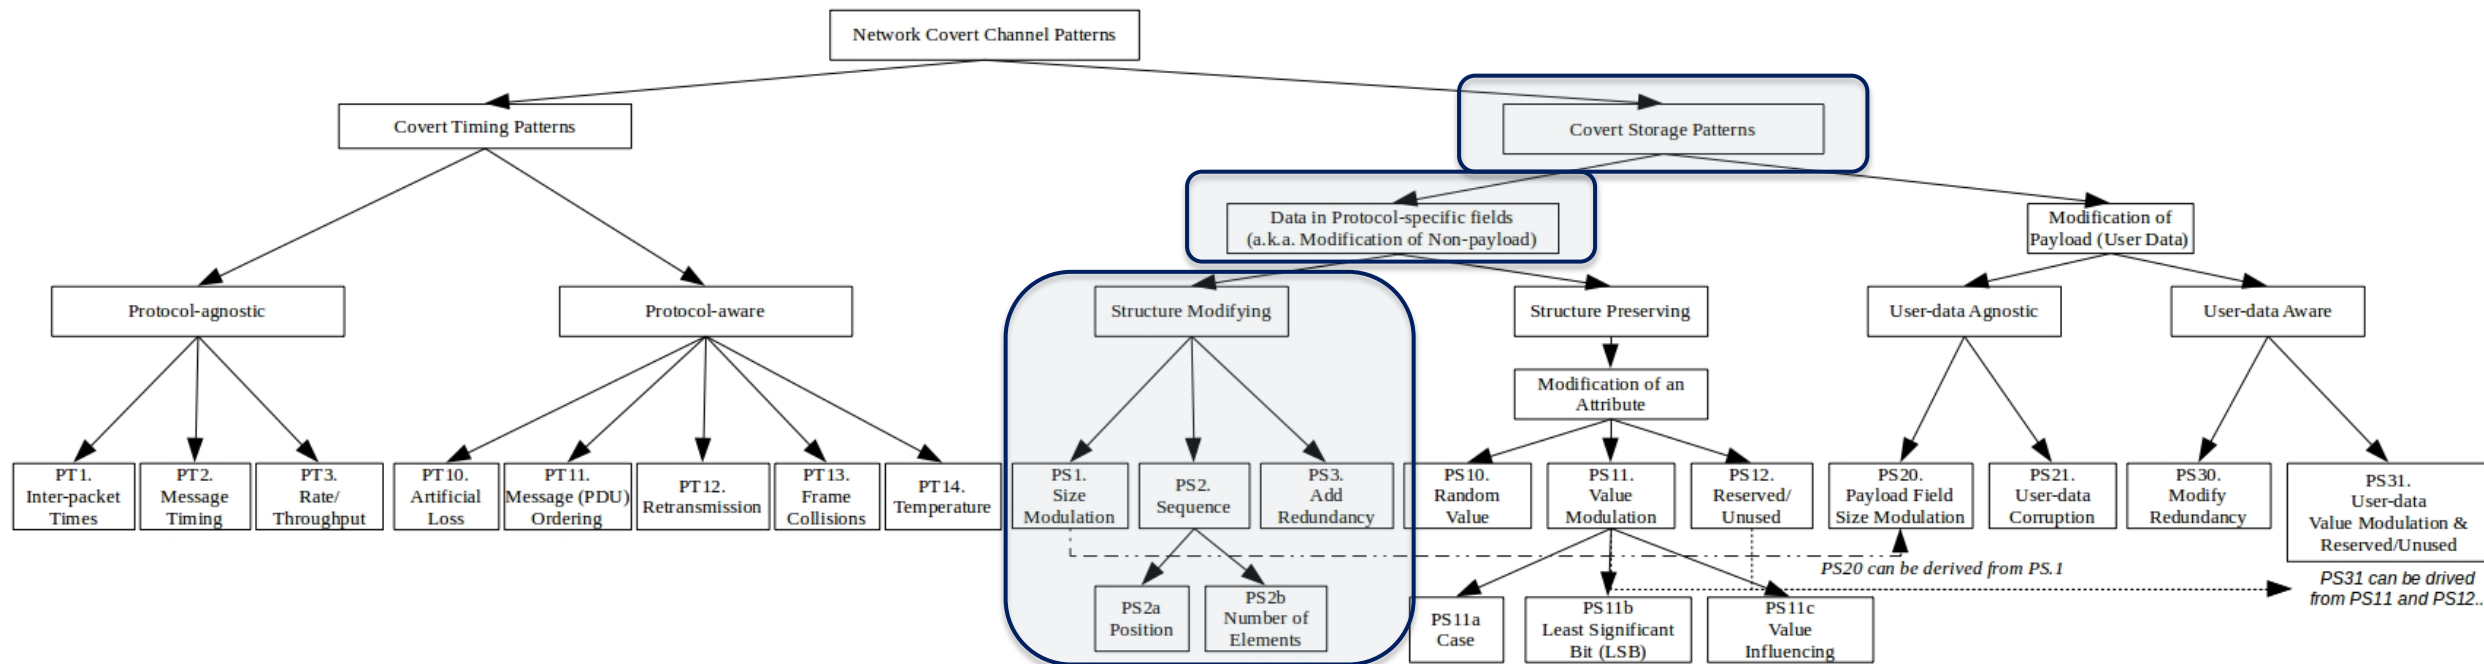 Network Covert Channel Patterns
Covert Timing Patterns
Covert Storage Patterns
Data in Protocol-specific fields
(a.k.a. Modification of Non-payload)
Modification of
Payload (User Data)
Protocol-agnostic
Protocol-aware
Structure Modifying
Structure Preserving
User-data Agnostic
User-data Aware
Modification of an
Attribute
PT1.
Inter-packet
Times
PT2.
Message
Timing
PT3.
Rate/
Throughput
PT10.
Artificial
Loss
PT11.
Message (PDU)
Ordering
PT12.
Retransmission
PT13.
Frame
Collisions
PT14.
Temperature
PS1.
Size
Modulation
PS2.
Sequence
PS3.
Add
Redundancy
PS10.
Random
Value
PS11.
Value
Modulation
PS12.
Reserved/
Unused
PS20.
Payload Field
Size Modulation
PS21.
User-data
Corruption
PS30.
Modify
Redundancy
PS31.
User-data
Value Modulation &
Reserved/Unused
PS20 can be derived from PS.1
PS31 can be drived
from PS11 and PS12..
PS2a
Position
PS2b
Number of
Elements
PS11a
Case
PS11b
Least Significant
Bit (LSB)
PS11c
Value
Influencing